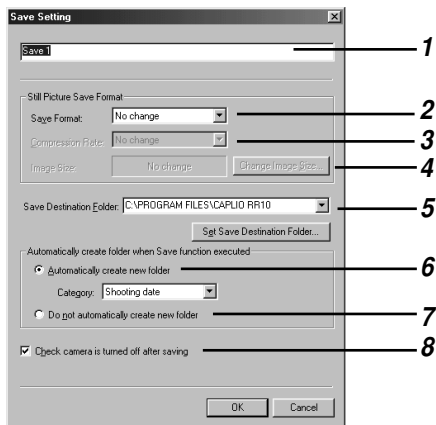 Save Setting
Save 1
1
Still Picture Save Format
Save Format: No change
2
Compression Rate: No change
3
Image Size: No change Change Image Size...
4
Save Destination Folder: C:\PROGRAM FILES\CAPLIO RR10
5
Set Save Destination Folder...
Automatically create folder when Save function executed
Automatically create new folder
6
Category: Shooting date
Do not automatically create new folder
7
Check camera is turned off after saving
8
OK Cancel